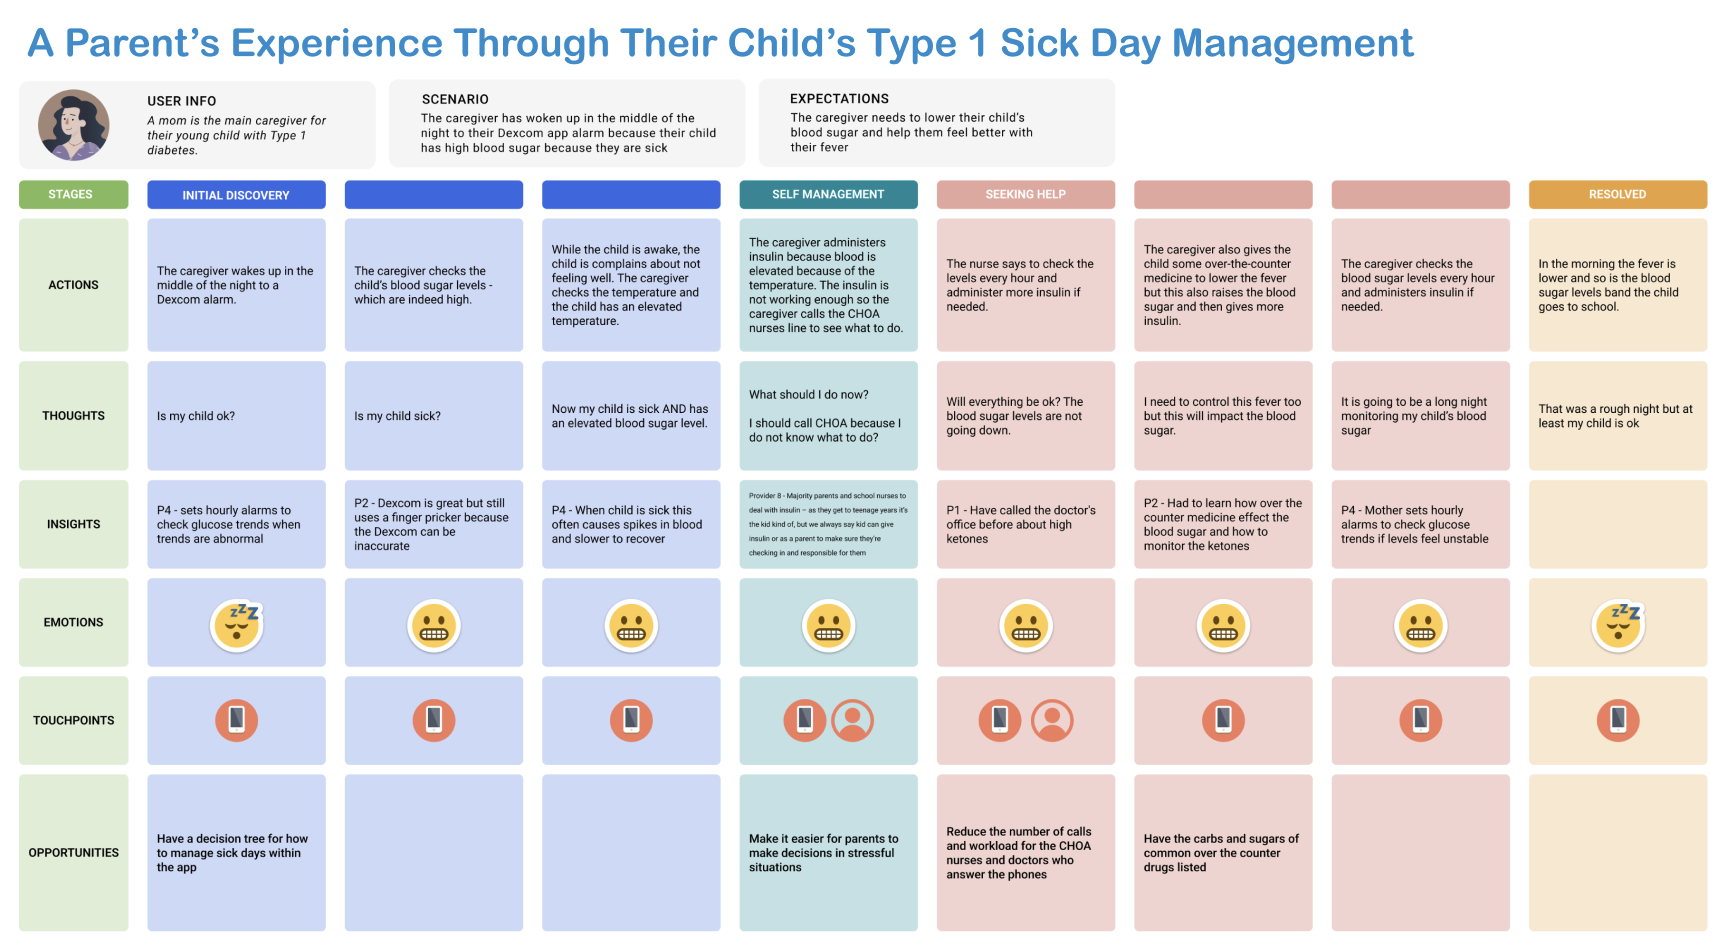 A Parent's Experience Through Their Child's Type 1 Sick Day Management
USER INFO
A mom is the main caregiver for
their young child with Type 1
diabetes.
SCENARIO
The caregiver has woken up in the middle of the
night to their Dexcom app alarm because their child
has high blood sugar because they are sick
EXPECTATIONS
The caregiver needs to lower their child's
blood sugar and help them feel better with
their fever
STAGES
INITIAL DISCOVERY
SELF MANAGEMENT
SEEKING HELP
RESOLVED
ACTIONS
The caregiver wakes up in the
middle of the night to a
Dexcom alarm.
The caregiver checks the
child's blood sugar levels -
which are indeed high.
While the child is awake, the
child is complains about not
feeling well. The caregiver
checks the temperature and
the child has an elevated
temperature.
The caregiver administers
insulin because blood is
elevated because of the
temperature. The insulin is
not working enough so the
caregiver calls the CHOA
nurses line to see what to do.
The nurse says to check the
levels every hour and
administer more insulin if
needed.
The caregiver also gives the
child some over-the-counter
medicine to lower the fever
but this also raises the blood
sugar and then gives more
insulin.
The caregiver checks the
blood sugar levels every hour
and administers insulin if
needed.
In the morning the fever is
lower and so is the blood
sugar levels band the child
goes to school.
THOUGHTS
Is my child ok?
Is my child sick?
Now my child is sick AND has
an elevated blood sugar level.
What should I do now?
I should call CHOA because I
do not know what to do?
Will everything be ok? The
blood sugar levels are not
going down.
I need to control this fever too
but this will impact the blood
sugar.
It is going to be a long night
monitoring my child's blood
sugar
That was a rough night but at
least my child is ok
INSIGHTS
P4 - sets hourly alarms to
check glucose trends when
trends are abnormal
P2 - Dexcom is great but still
uses a finger pricker because
the Dexcom can be
inaccurate
P4 - When child is sick this
often causes spikes in blood
and slower to recover
Provider 8 - Majority parents and school nurses to
deal with insulin – as they get to teenage years it's
the kid kind of, but we always say kid can give
insulin or as a parent to make sure they're
checking in and responsible for them
P1 - Have called the doctor's
office before about high
ketones
P2 - Had to learn how over the
counter medicine effect the
blood sugar and how to
monitor the ketones
P4 - Mother sets hourly
alarms to check glucose
trends if levels feel unstable
EMOTIONS
zzZ
zzZ
TOUCHPOINTS
OPPORTUNITIES
Have a decision tree for how
to manage sick days within
the app
Make it easier for parents to
make decisions in stressful
situations
Reduce the number of calls
and workload for the CHOA
nurses and doctors who
answer the phones
Have the carbs and sugars of
common over the counter
drugs listed